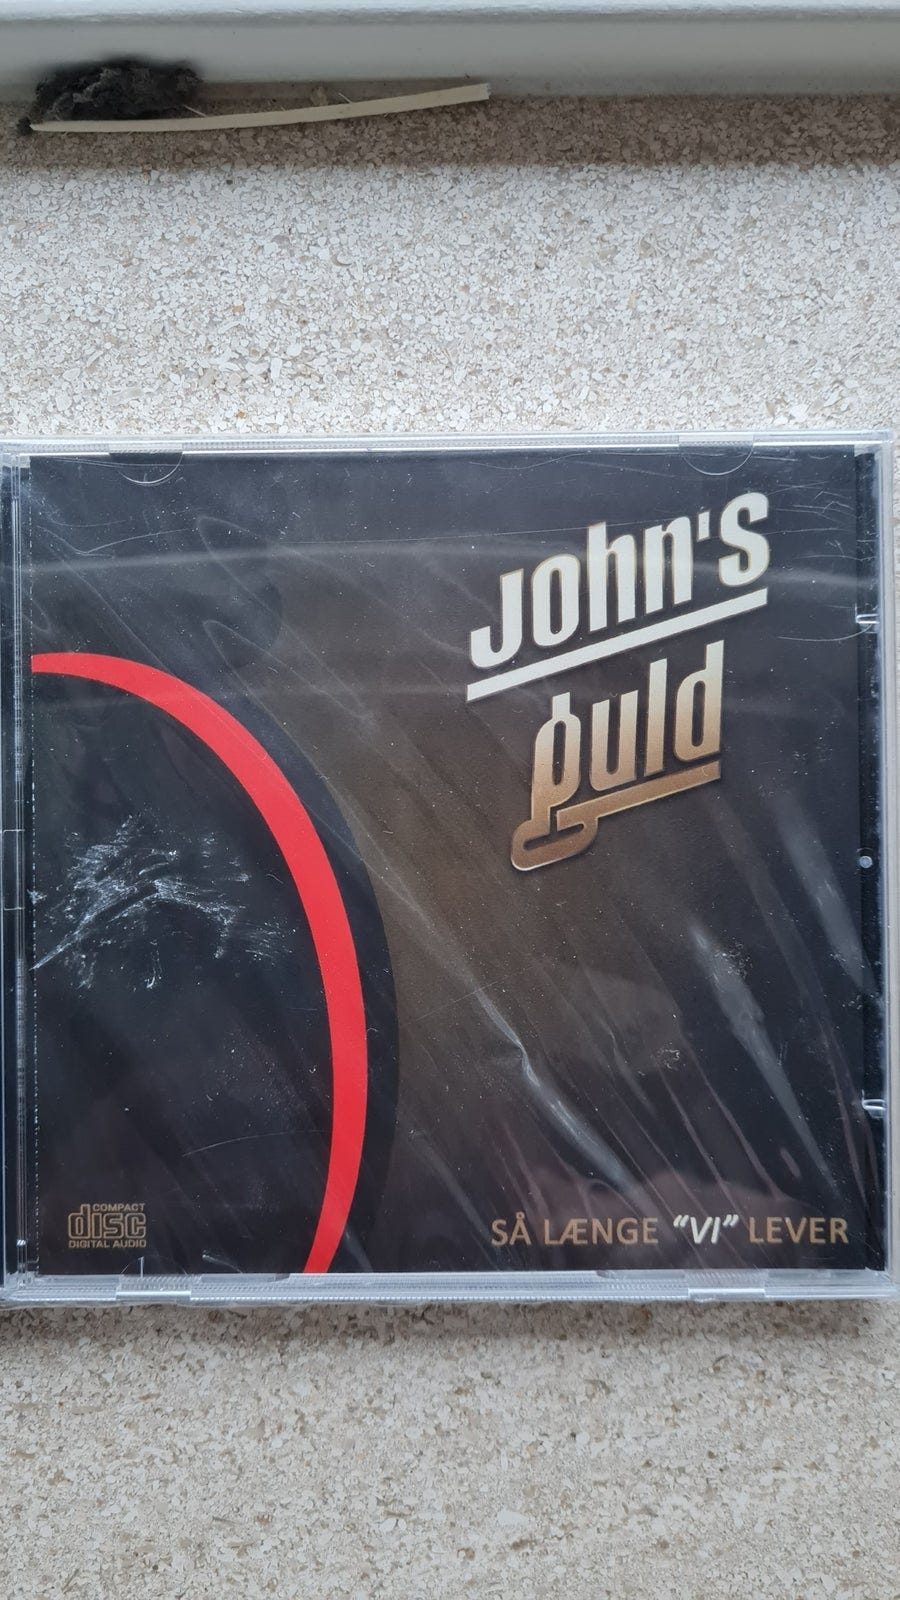 John's
guld
COMPACT
disc
DIGITAL AUDIO
SÅ LÆNGE "VI" LEVER